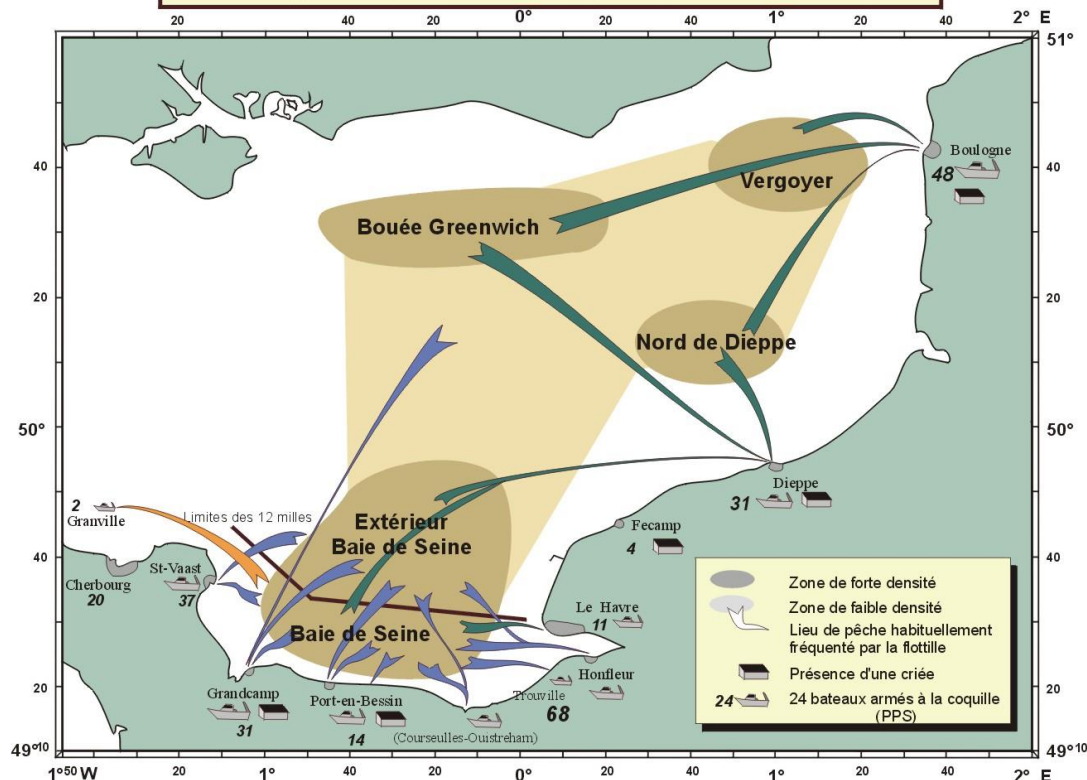 20 40 20 0° 20 40 1° 20 40 2° E
51°
Boulogne
48
40 Vergoyer 40
Bouée Greenwich
20 20
Nord de Dieppe
50° 50°
Dieppe
31
2
Granville
Limites des 12 milles
Extérieur
Baie de Seine
Fecamp
4
40 40
St-Vaast
37
Cherbourg
20
Le Havre
11
Baie de Seine
Honfleur
Trouville
68
20 20
Grandcamp
31
Port-en-Bessin
14
(Courseulles-Ouistreham)
Zone de forte densité
Zone de faible densité
Lieu de pêche habituellement
fréquenté par la flottille
Présence d'une criée
24 24 bateaux armés à la coquille
(PPS)
49°10 49°10
1°50 W 20 1° 40 20 0° 20 40 1° 20 40 2° E